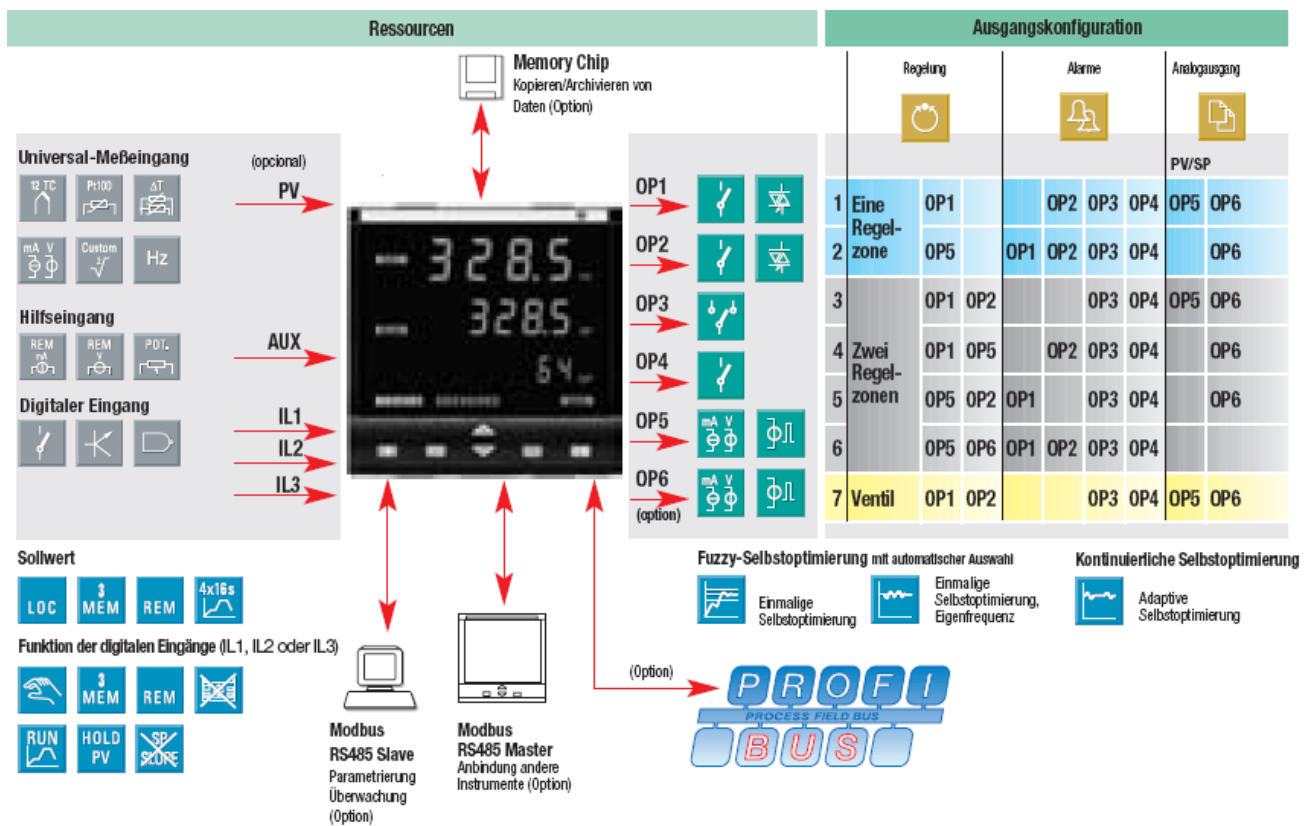 Ressourcen
Ausgangskonfiguration
Memory Chip
Kopieren/Archivieren von
Daten (Option)
Regelung
Alarme
Analogausgang
PV/SP
Universal-Meßeingang
(opcional)
PV
12 TC
Pt100
ΔT
mA V
Custom
Hz
Hilfseingang
AUX
REM
mA
REM
V
POT.
Digitaler Eingang
IL1
IL2
IL3
328.5
328.5
64
OP1
OP2
OP3
OP4
OP5
mA V
OP6
(option)
mA V
1 Eine Regel- OP1 OP2 OP3 OP4 OP5 OP6
2 zone OP5 OP1 OP2 OP3 OP4 OP6
3 OP1 OP2 OP3 OP4 OP5 OP6
4 Zwei Regel- OP1 OP5 OP2 OP3 OP4 OP6
5 zonen OP5 OP2 OP1 OP3 OP4 OP6
6 OP5 OP6 OP1 OP2 OP3 OP4
7 Ventil OP1 OP2 OP3 OP4 OP5 OP6
Sollwert
LOC
3
MEM
REM
4x16s
Funktion der digitalen Eingänge (IL1, IL2 oder IL3)
3
MEM
REM
RUN
HOLD
PV
SP
SLOPE
Modbus
RS485 Slave
Parametrierung
Überwachung
(Option)
Modbus
RS485 Master
Anbindung andere
Instrumente (Option)
Fuzzy-Selbstoptimierung mit automatischer Auswahl
Einmalige
Selbstoptimierung
Einmalige
Selbstoptimierung,
Eigenfrequenz
Kontinuierliche Selbstoptimierung
Adaptive
Selbstoptimierung
(Option)
PROFI
PROCESS FIELD BUS
BUS